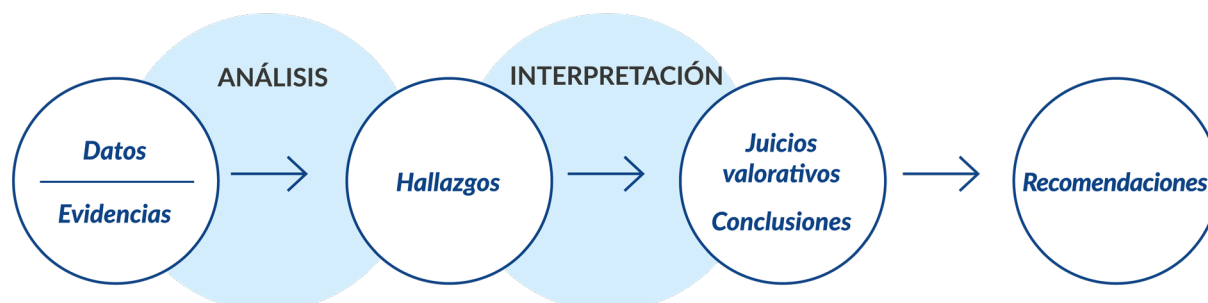 ANÁLISIS
INTERPRETACIÓN
Datos
Evidencias
Hallazgos
Juicios
valorativos
Conclusiones
Recomendaciones